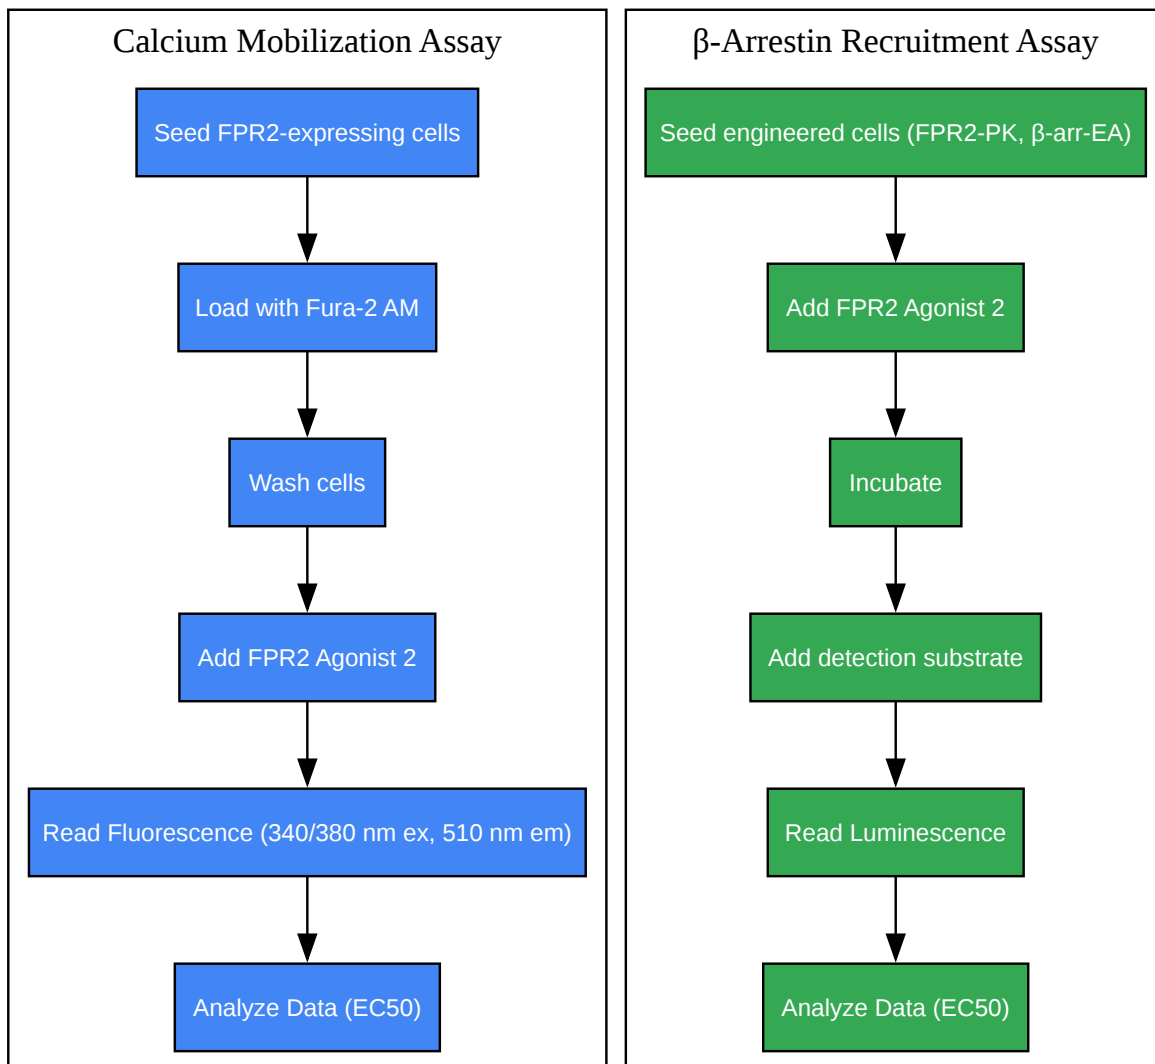 Calcium Mobilization Assay
Seed FPR2-expressing cells
Load with Fura-2 AM
Wash cells
Add FPR2 Agonist 2
Read Fluorescence (340/380 nm ex, 510 nm em)
Analyze Data (EC50)
β-Arrestin Recruitment Assay
Seed engineered cells (FPR2-PK, β-arr-EA)
Add FPR2 Agonist 2
Incubate
Add detection substrate
Read Luminescence
Analyze Data (EC50)